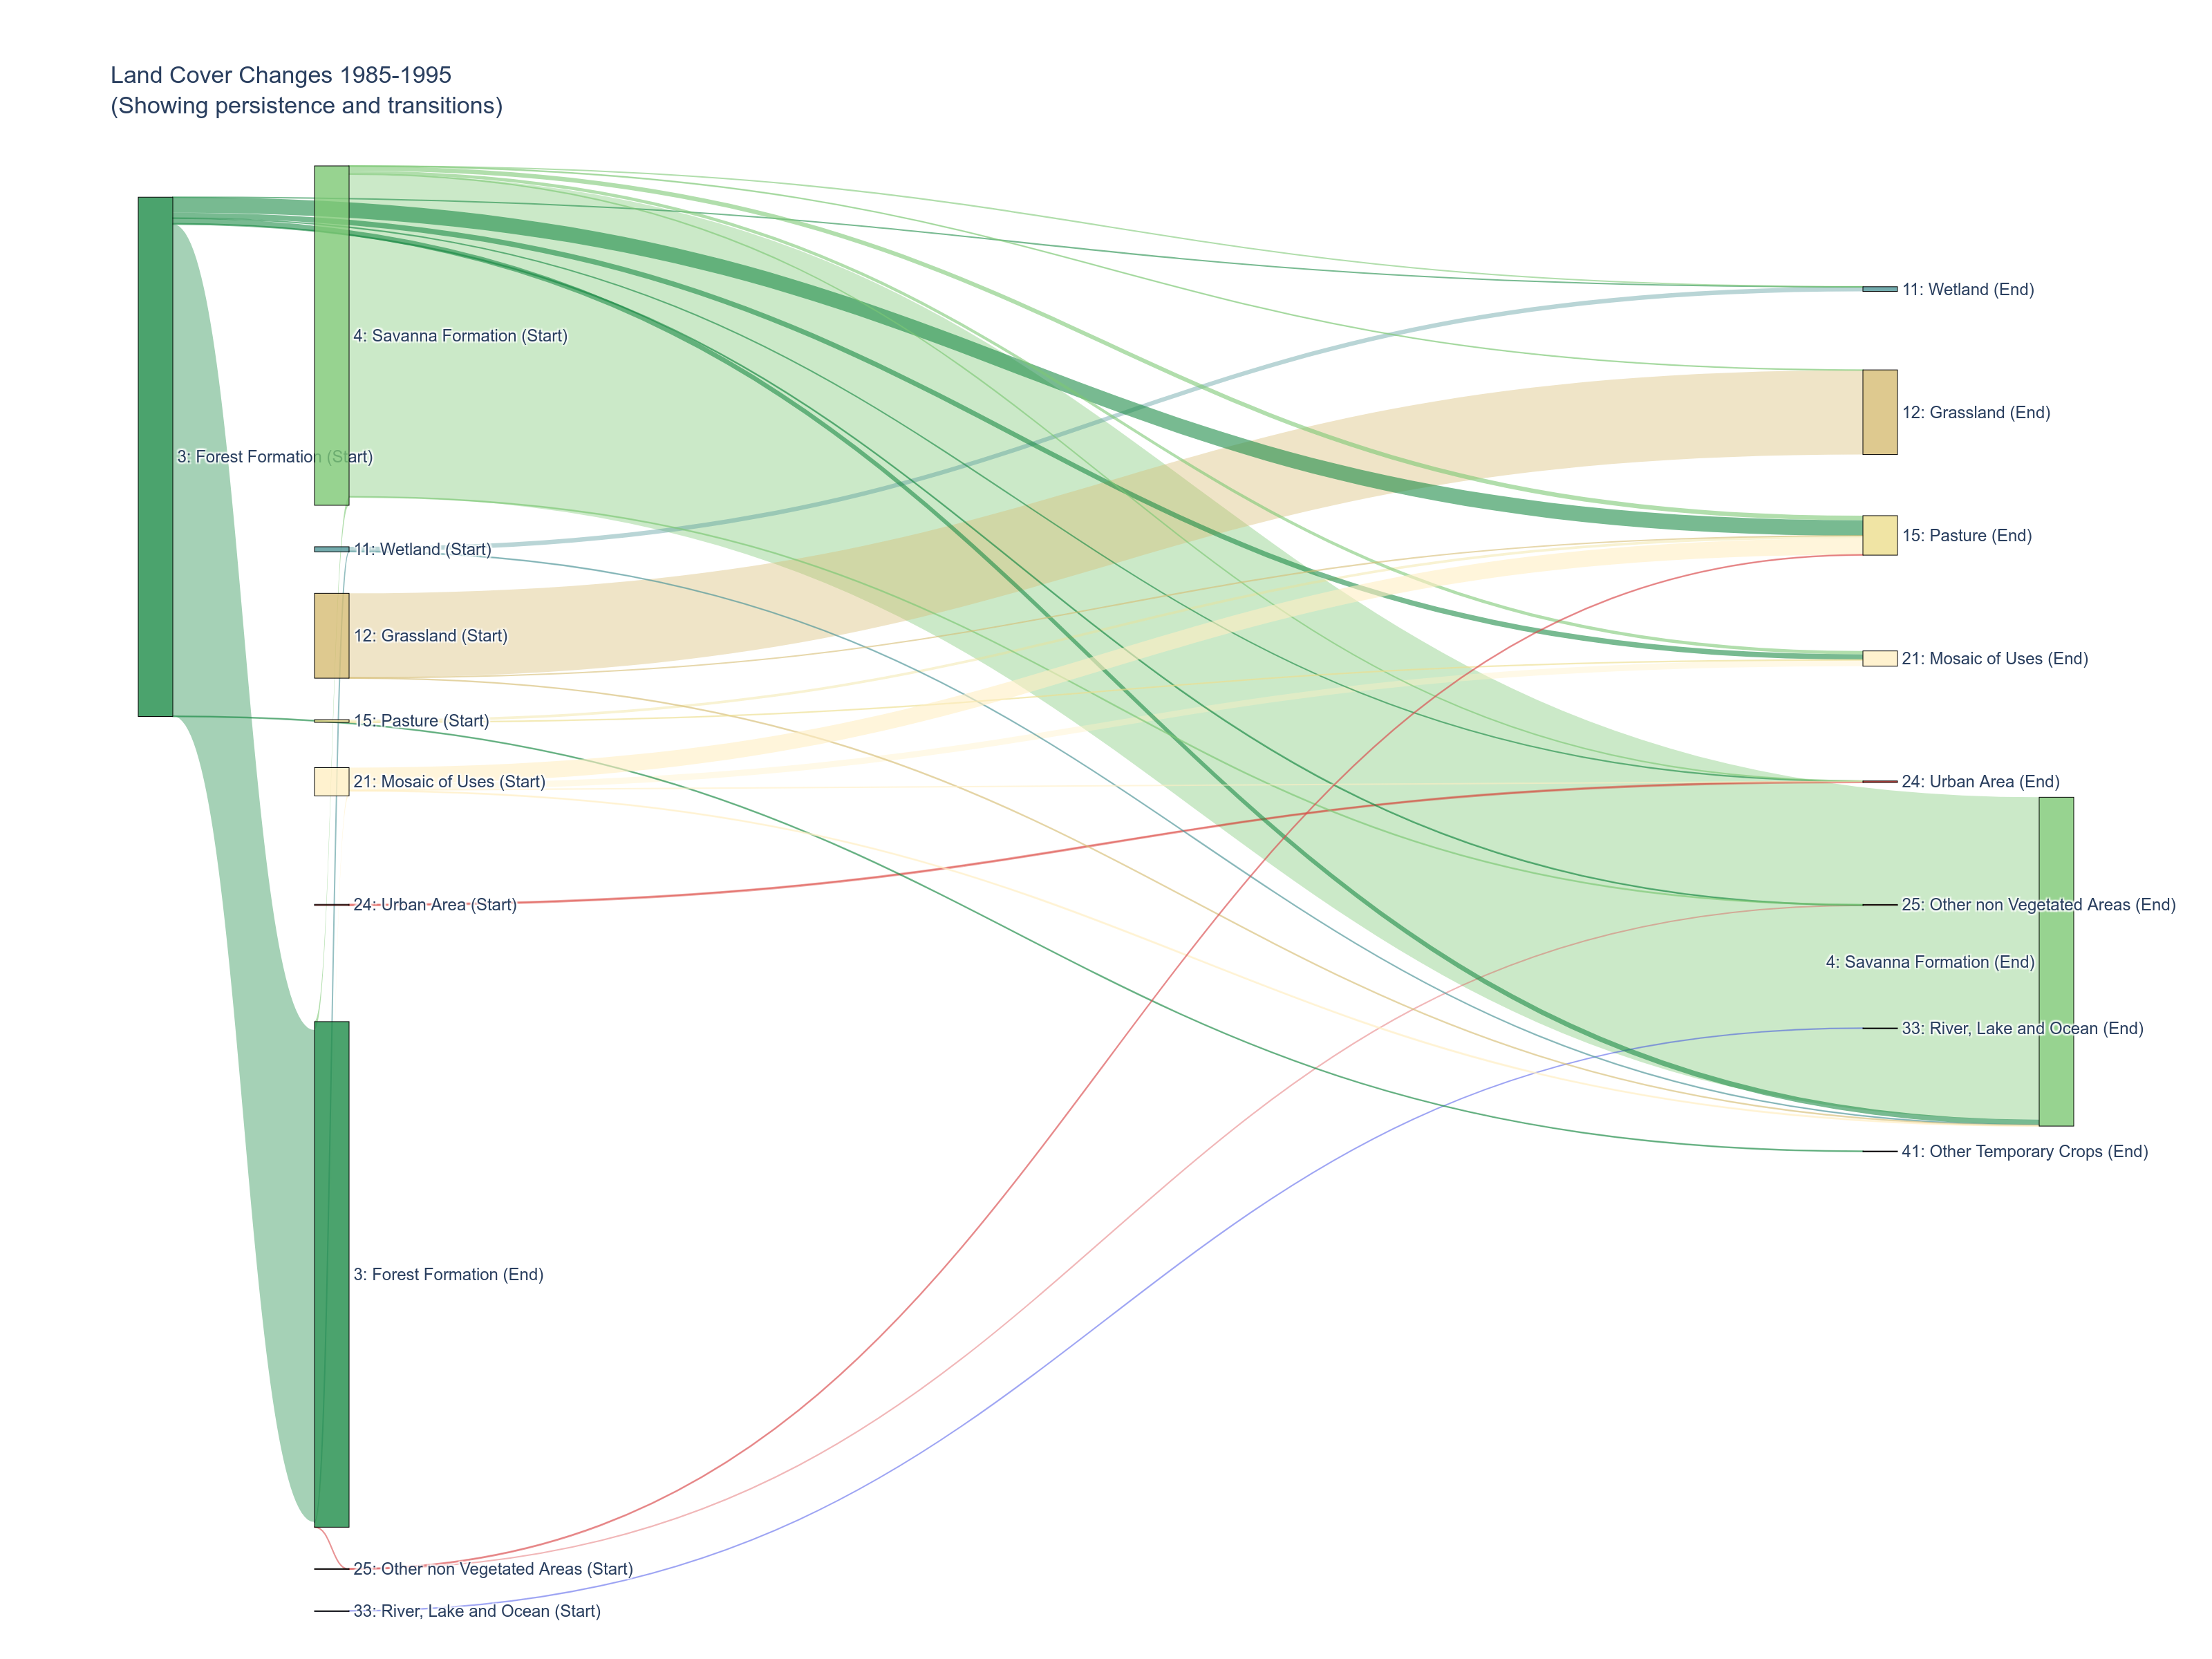 Land Cover Changes 1985-1995
(Showing persistence and transitions)
3: Forest Formation (Start)
4: Savanna Formation (Start)
11: Wetland (Start)
12: Grassland (Start)
15: Pasture (Start)
21: Mosaic of Uses (Start)
24: Urban Area (Start)
3: Forest Formation (End)
25: Other non Vegetated Areas (Start)
33: River, Lake and Ocean (Start)
11: Wetland (End)
12: Grassland (End)
15: Pasture (End)
21: Mosaic of Uses (End)
24: Urban Area (End)
25: Other non Vegetated Areas (End)
4: Savanna Formation (End)
33: River, Lake and Ocean (End)
41: Other Temporary Crops (End)